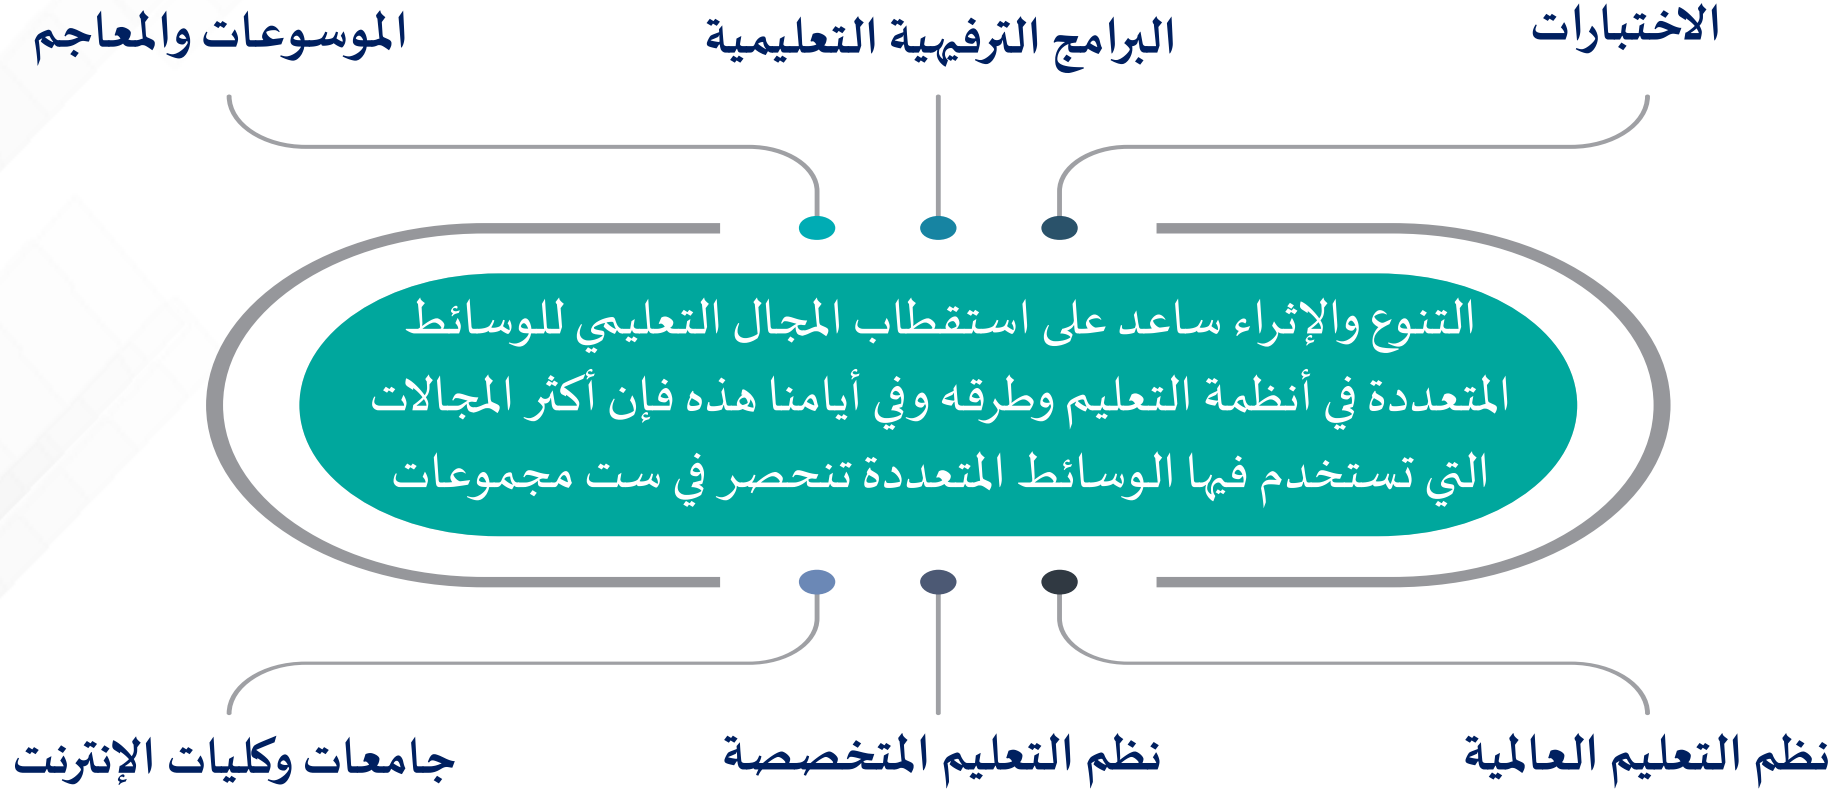 الاختبارات
البرامج الترفيهية التعليمية
الموسوعات والمعاجم
التنوع والإثراء ساعد على استقطاب المجال التعليمي للوسائط
المتعددة في أنظمة التعليم وطرقه وفي أيامنا هذه فإن أكثر المجالات
التي تستخدم فيها الوسائط المتعددة تنحصر في ست مجموعات
نظم التعليم العالمية
نظم التعليم المتخصصة
جامعات وكليات الإنترنت